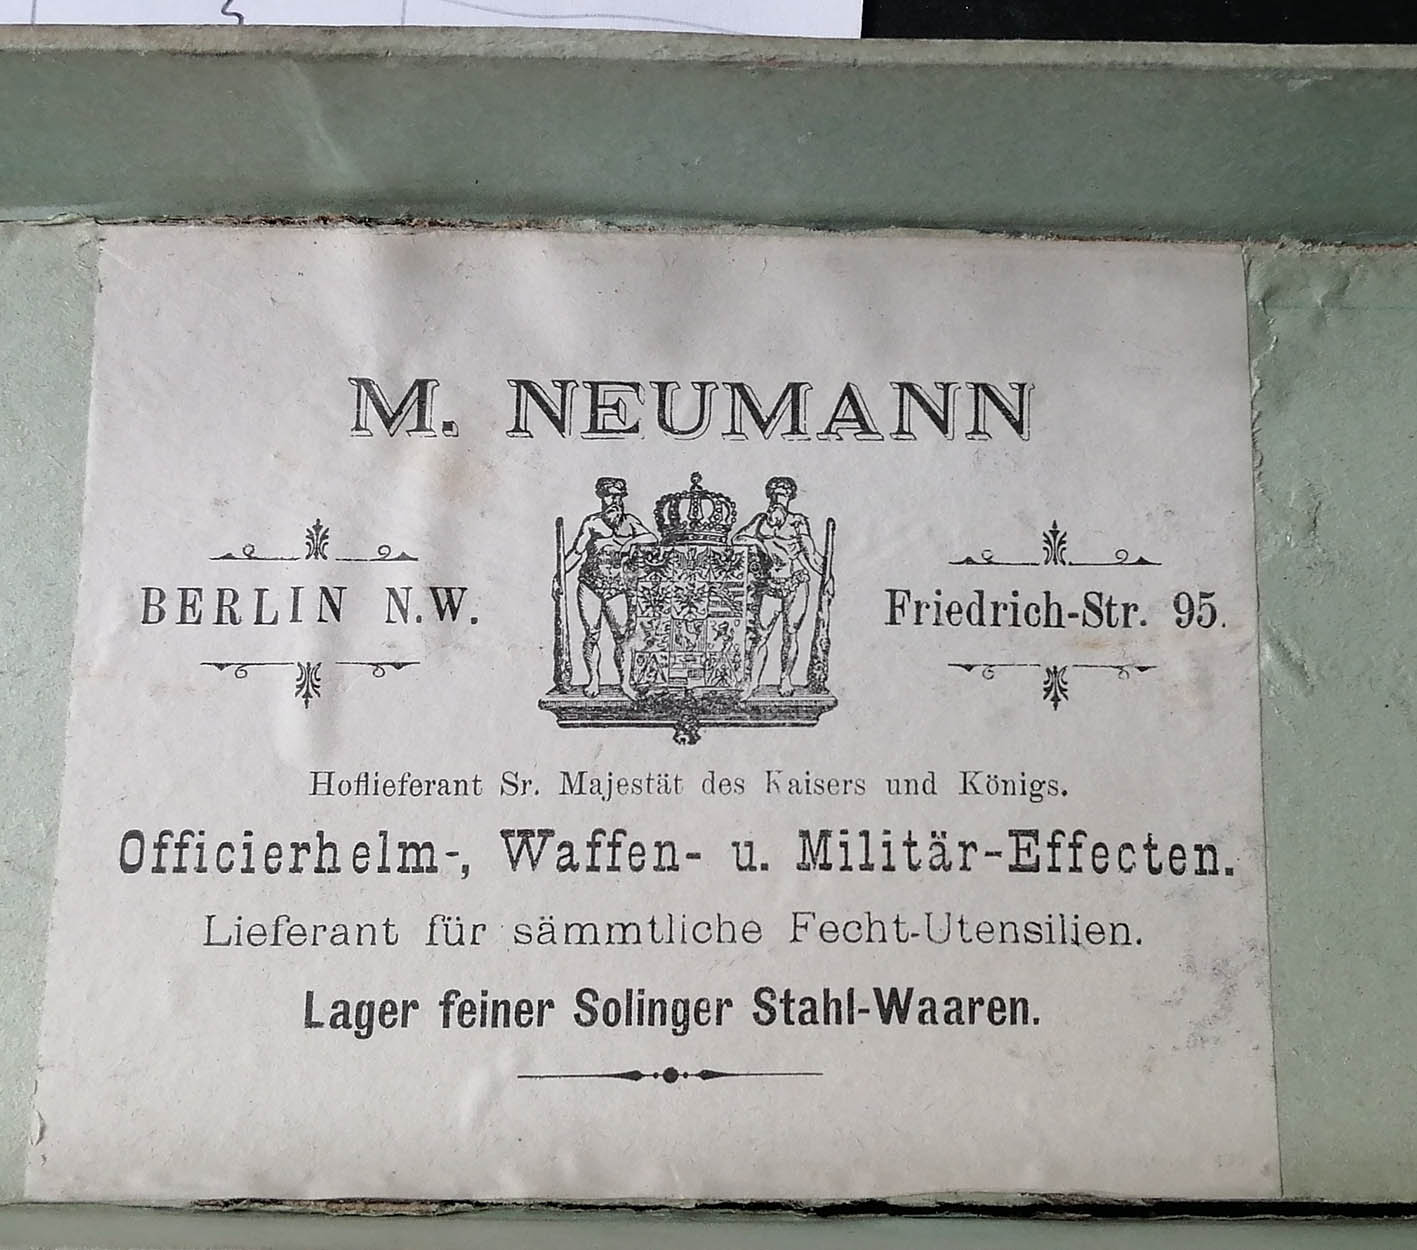 M. NEUMANN
BERLIN N.W.
Friedrich-Str. 95.
Hoflieferant Sr. Majestät des Kaisers und Königs.
Officierhelm-, Waffen- u. Militär-Effecten.
Lieferant für sämmtliche Fecht-Utensilien.
Lager feiner Solinger Stahl-Waaren.